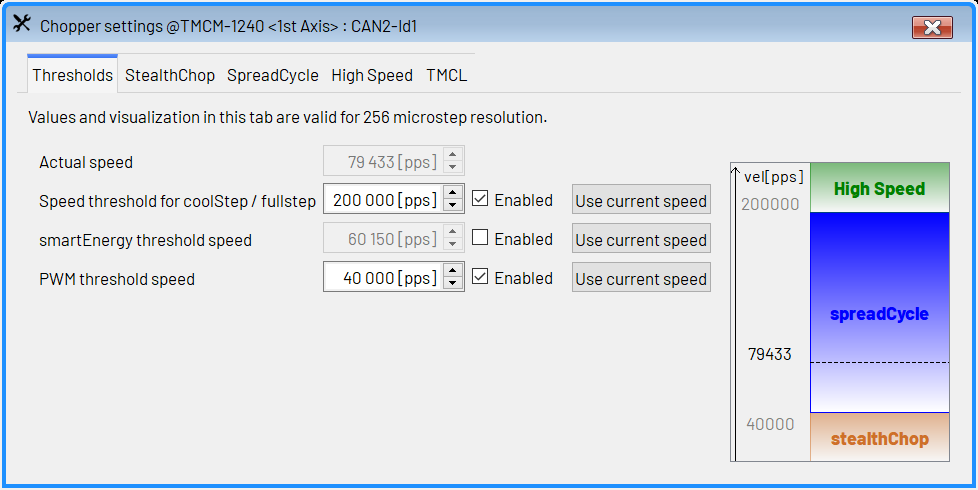 Chopper settings @TMCM-1240 <1st Axis> : CAN2-Id1
Thresholds StealthChop SpreadCycle High Speed TMCL
Values and visualization in this tab are valid for 256 microstep resolution.
Actual speed 79 433 [pps]
Speed threshold for coolStep / fullstep 200 000 [pps] Enabled Use current speed
smartEnergy threshold speed 60 150 [pps] Enabled Use current speed
PWM threshold speed 40 000 [pps] Enabled Use current speed
vel[pps]
High Speed
200000
spreadCycle
79433
40000
stealthChop